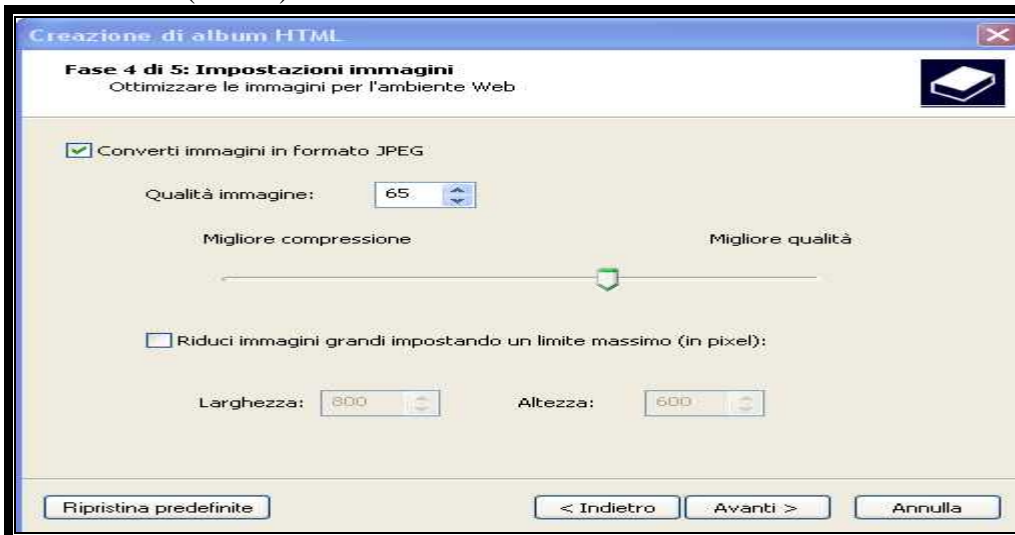 Creazione di album HTML
Fase 4 di 5: Impostazioni immagini
Ottimizzare le immagini per l'ambiente Web
Converti immagini in formato JPEG
Qualità immagine: 65
Migliore compressione Migliore qualità
Riduci immagini grandi impostando un limite massimo (in pixel):
Larghezza: 800 Altezza: 600
Ripristina predefinite < Indietro Avanti > Annulla